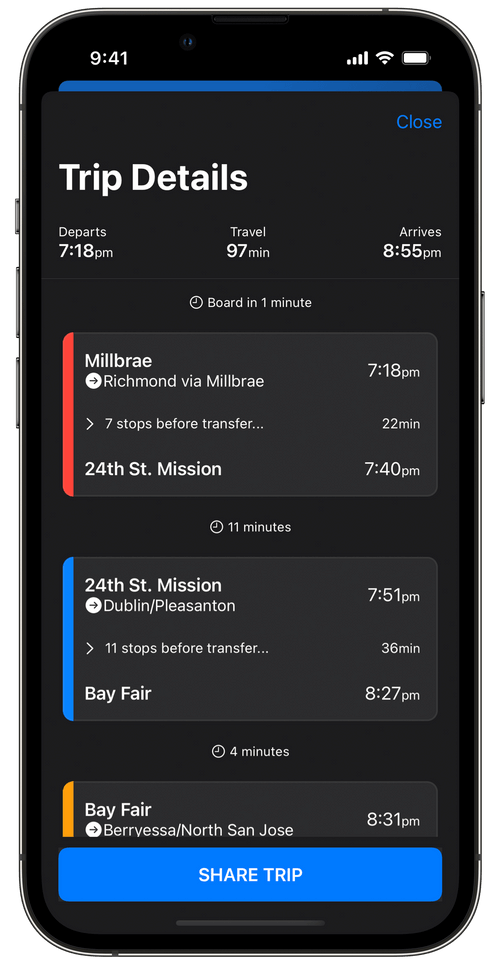 9:41
Close
Trip Details
Departs Travel Arrives
7:18pm 97min 8:55pm
Board in 1 minute
Millbrae
Richmond via Millbrae 7:18pm
7 stops before transfer... 22min
24th St. Mission 7:40pm
11 minutes
24th St. Mission
Dublin/Pleasanton 7:51pm
11 stops before transfer... 36min
Bay Fair 8:27pm
4 minutes
Bay Fair
Berryessa/North San Jose 8:31pm
SHARE TRIP